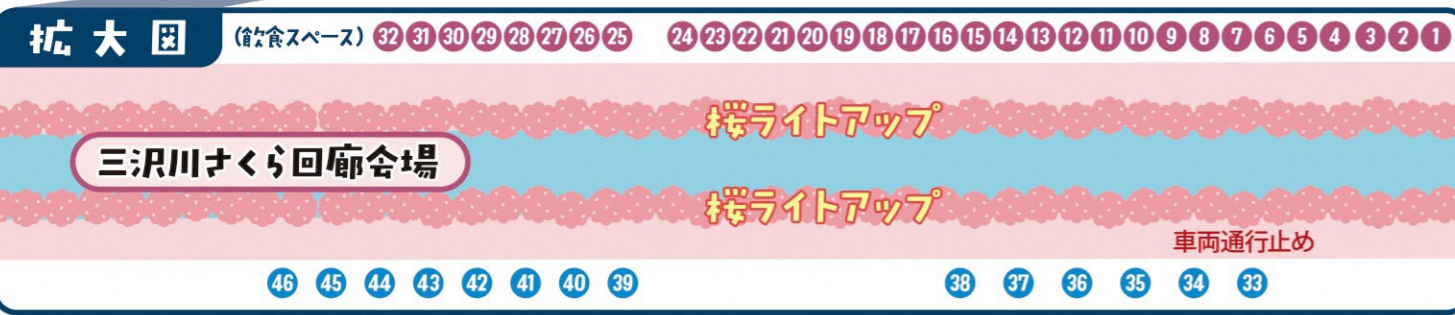 拡大図 (飲食スペース) 32 31 30 29 28 27 26 25 24 23 22 21 20 19 18 17 16 15 14 13 12 11 10 9 8 7 6 5 4 3 2 1
桜ライトアップ
三沢川さくら回廊会場
桜ライトアップ
車両通行止め
46 45 44 43 42 41 40 39 38 37 36 35 34 33